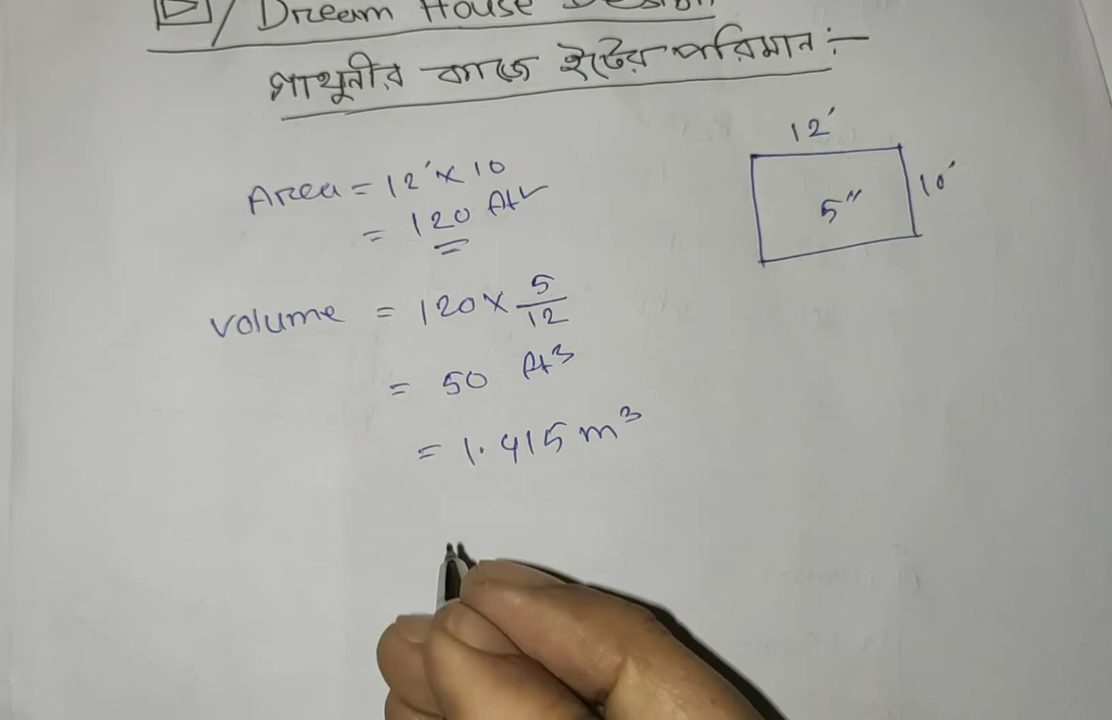 Dream House Design
গাথুনীর কাজে ইটের পরিমান :-
12'
10'
5"
Area = 12' x 10
= 120 ft²
Volume = 120 x 5/12
= 50 ft³
= 1.415 m³